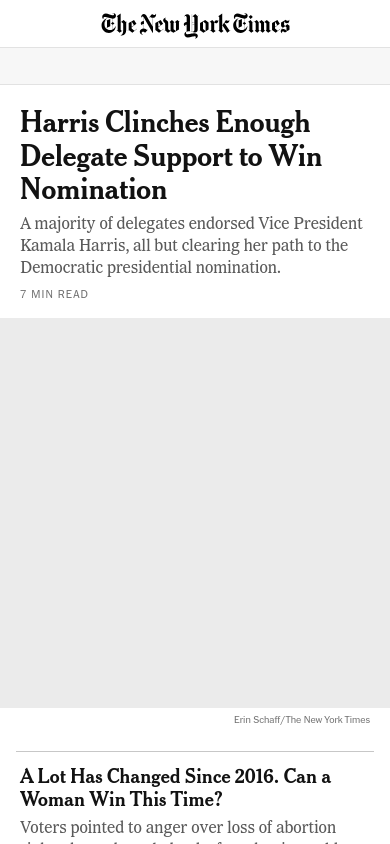 The New York Times
Harris Clinches Enough
Delegate Support to Win
Nomination
A majority of delegates endorsed Vice President
Kamala Harris, all but clearing her path to the
Democratic presidential nomination.
7 MIN READ
Erin Schaff/The New York Times
A Lot Has Changed Since 2016. Can a
Woman Win This Time?
Voters pointed to anger over loss of abortion